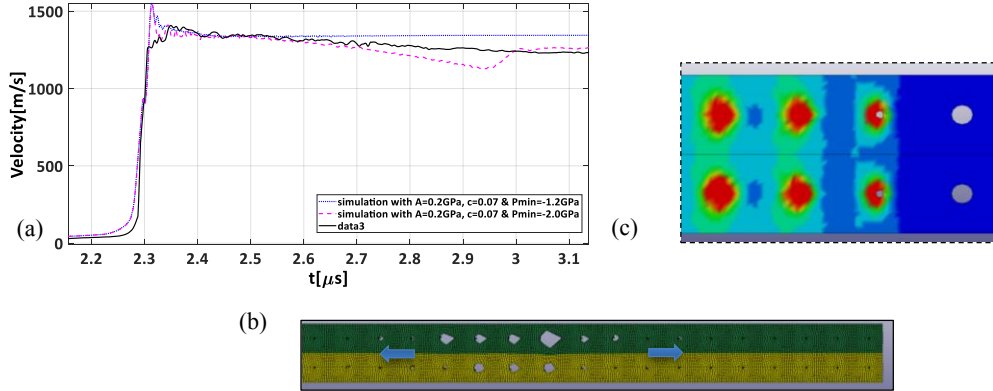 1500
1000
500
0
Velocity[m/s]
simulation with A=0.2GPa, c=0.07 & Pmin=-1.2GPa
simulation with A=0.2GPa, c=0.07 & Pmin=-2.0GPa
data3
2.2 2.3 2.4 2.5 2.6 2.7 2.8 2.9 3 3.1
t[μs]
(a)
(c)
(b)